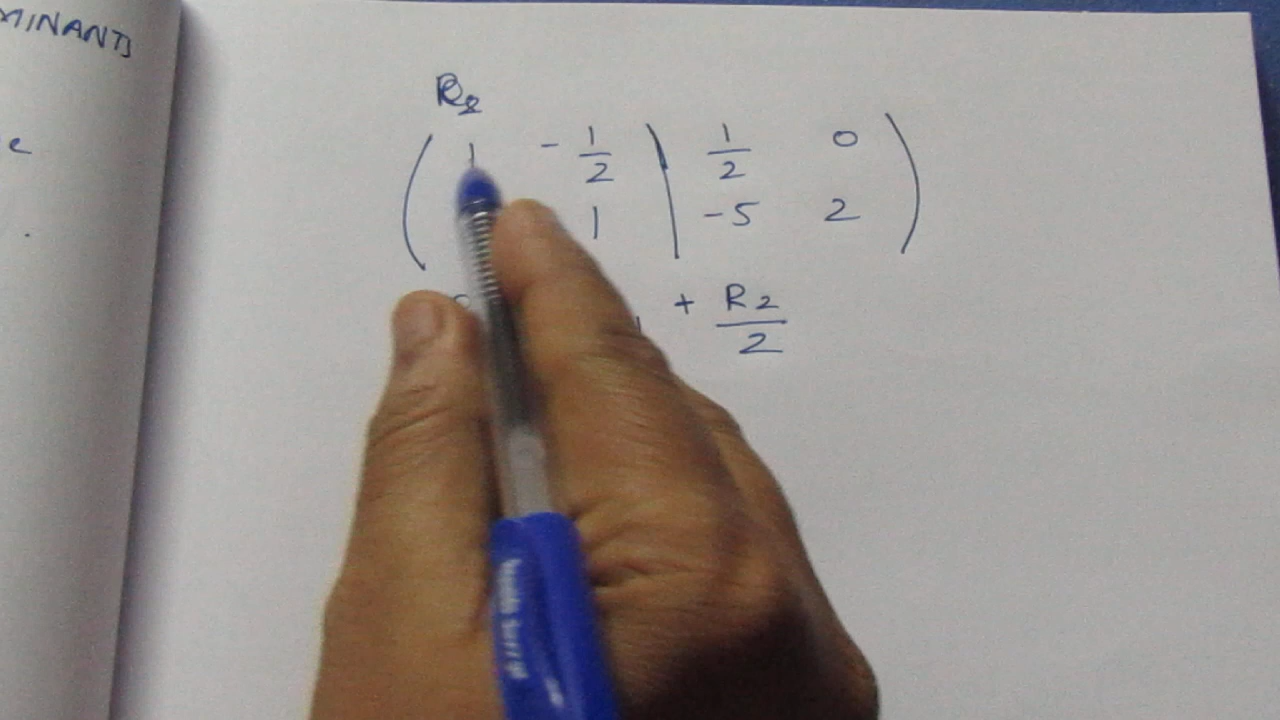 MINANTS
e
R2
1 - 1/2 | 1/2 0
1 | -5 2
+ R2/2